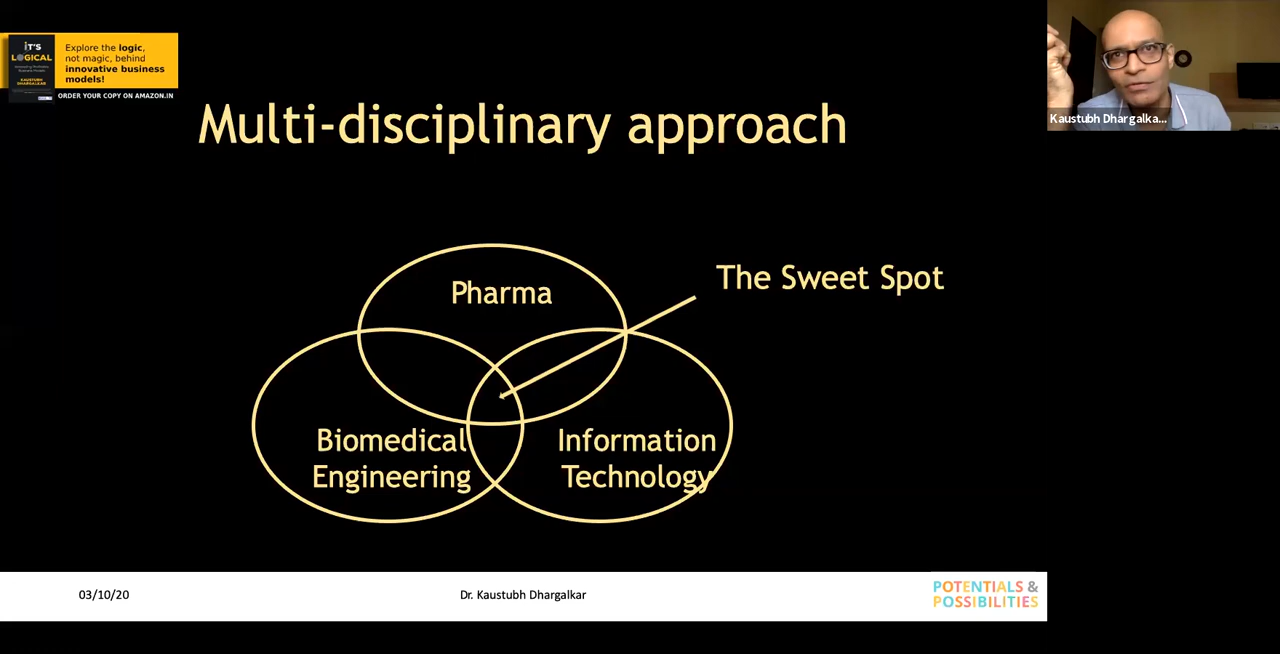 iT'S
LOGICAL
KAUSTUBH
DHARGALKAR
Explore the logic,
not magic, behind
innovative business
models!
ORDER YOUR COPY ON AMAZON.IN
Kaustubh Dhargalka...
Multi-disciplinary approach
The Sweet Spot
Pharma
Biomedical
Engineering
Information
Technology
03/10/20
Dr. Kaustubh Dhargalkar
POTENTIALS &
POSSIBILITIES